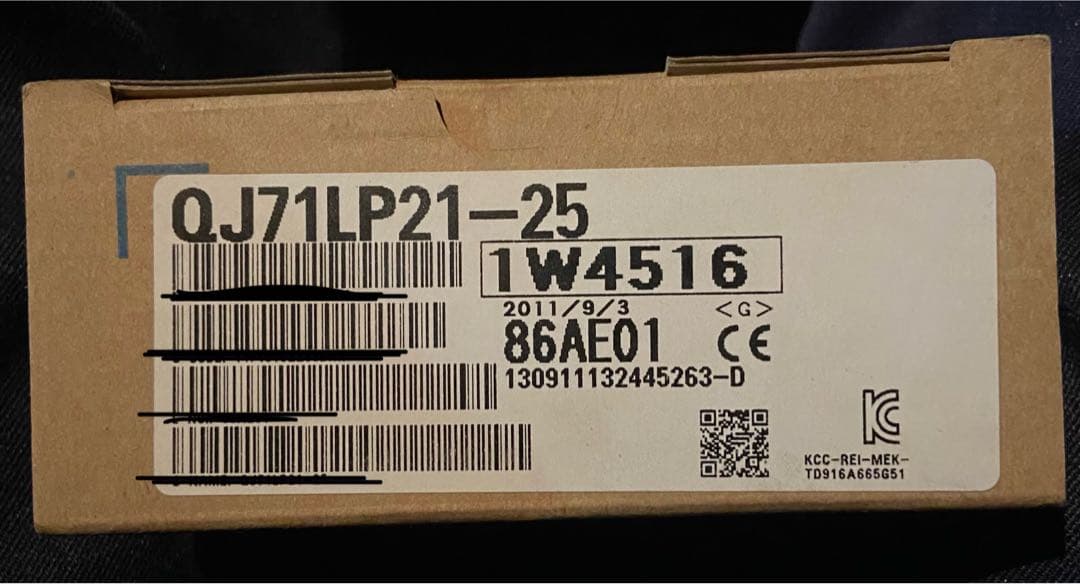 QJ71LP21-25
1W4516
2011/9/3 <G>
86AE01 CE
130911132445263-D
KCC-REI-MEK-
TD916A665G51